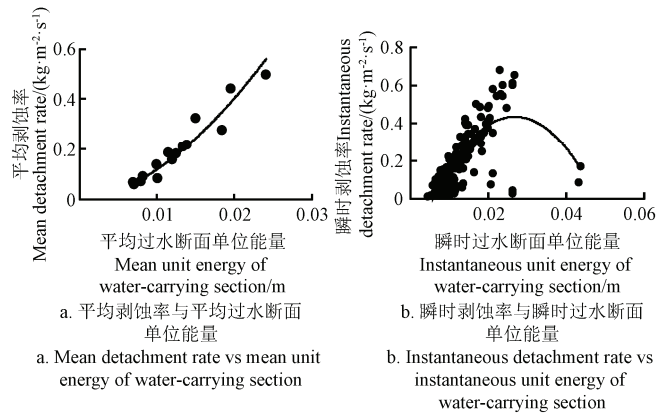 平均剥蚀率
Mean detachment rate/(kg·m-2·s-1)
0.6
0.4
0.2
0
0.01
0.02
0.03
平均过水断面单位能量
Mean unit energy of
water-carrying section/m
a. 平均剥蚀率与平均过水断面
单位能量
a. Mean detachment rate vs mean unit
energy of water-carrying section
瞬时剥蚀率Instantaneous
detachment rate/(kg·m-2·s-1)
0.8
0.6
0.4
0.2
0
0.02
0.04
0.06
瞬时过水断面单位能量
Instantaneous unit energy of
water-carrying section/m
b. 瞬时剥蚀率与瞬时过水断面
单位能量
b. Instantaneous detachment rate vs
instantaneous unit energy of
water-carrying section